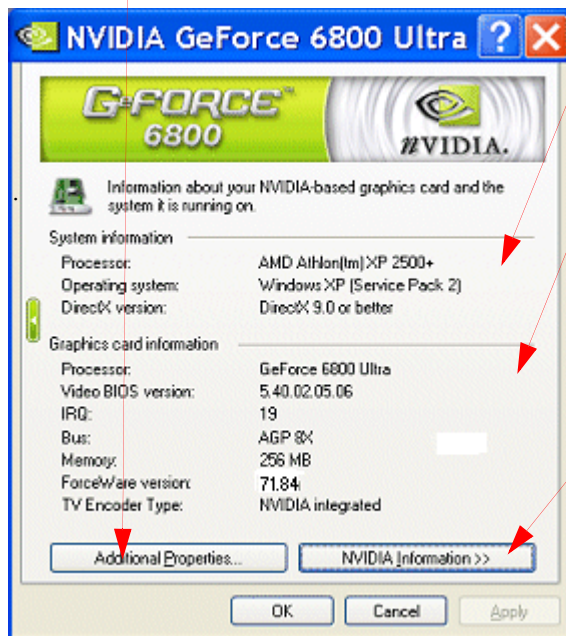 NVIDIA GeForce 6800 Ultra
G-FORCE™
6800
nVIDIA.
Information about your NVIDIA-based graphics card and the
system it is running on.
System information
Processor: AMD Athlon(tm) XP 2500+
Operating system: Windows XP (Service Pack 2)
DirectX version: DirectX 9.0 or better
Graphics card information
Processor: GeForce 6800 Ultra
Video BIOS version: 5.40.02.05.06
IRQ: 19
Bus: AGP 8X
Memory: 256 MB
ForceWare version: 71.84
TV Encoder Type: NVIDIA integrated
Additional Properties... NVIDIA Information >>
OK Cancel Apply